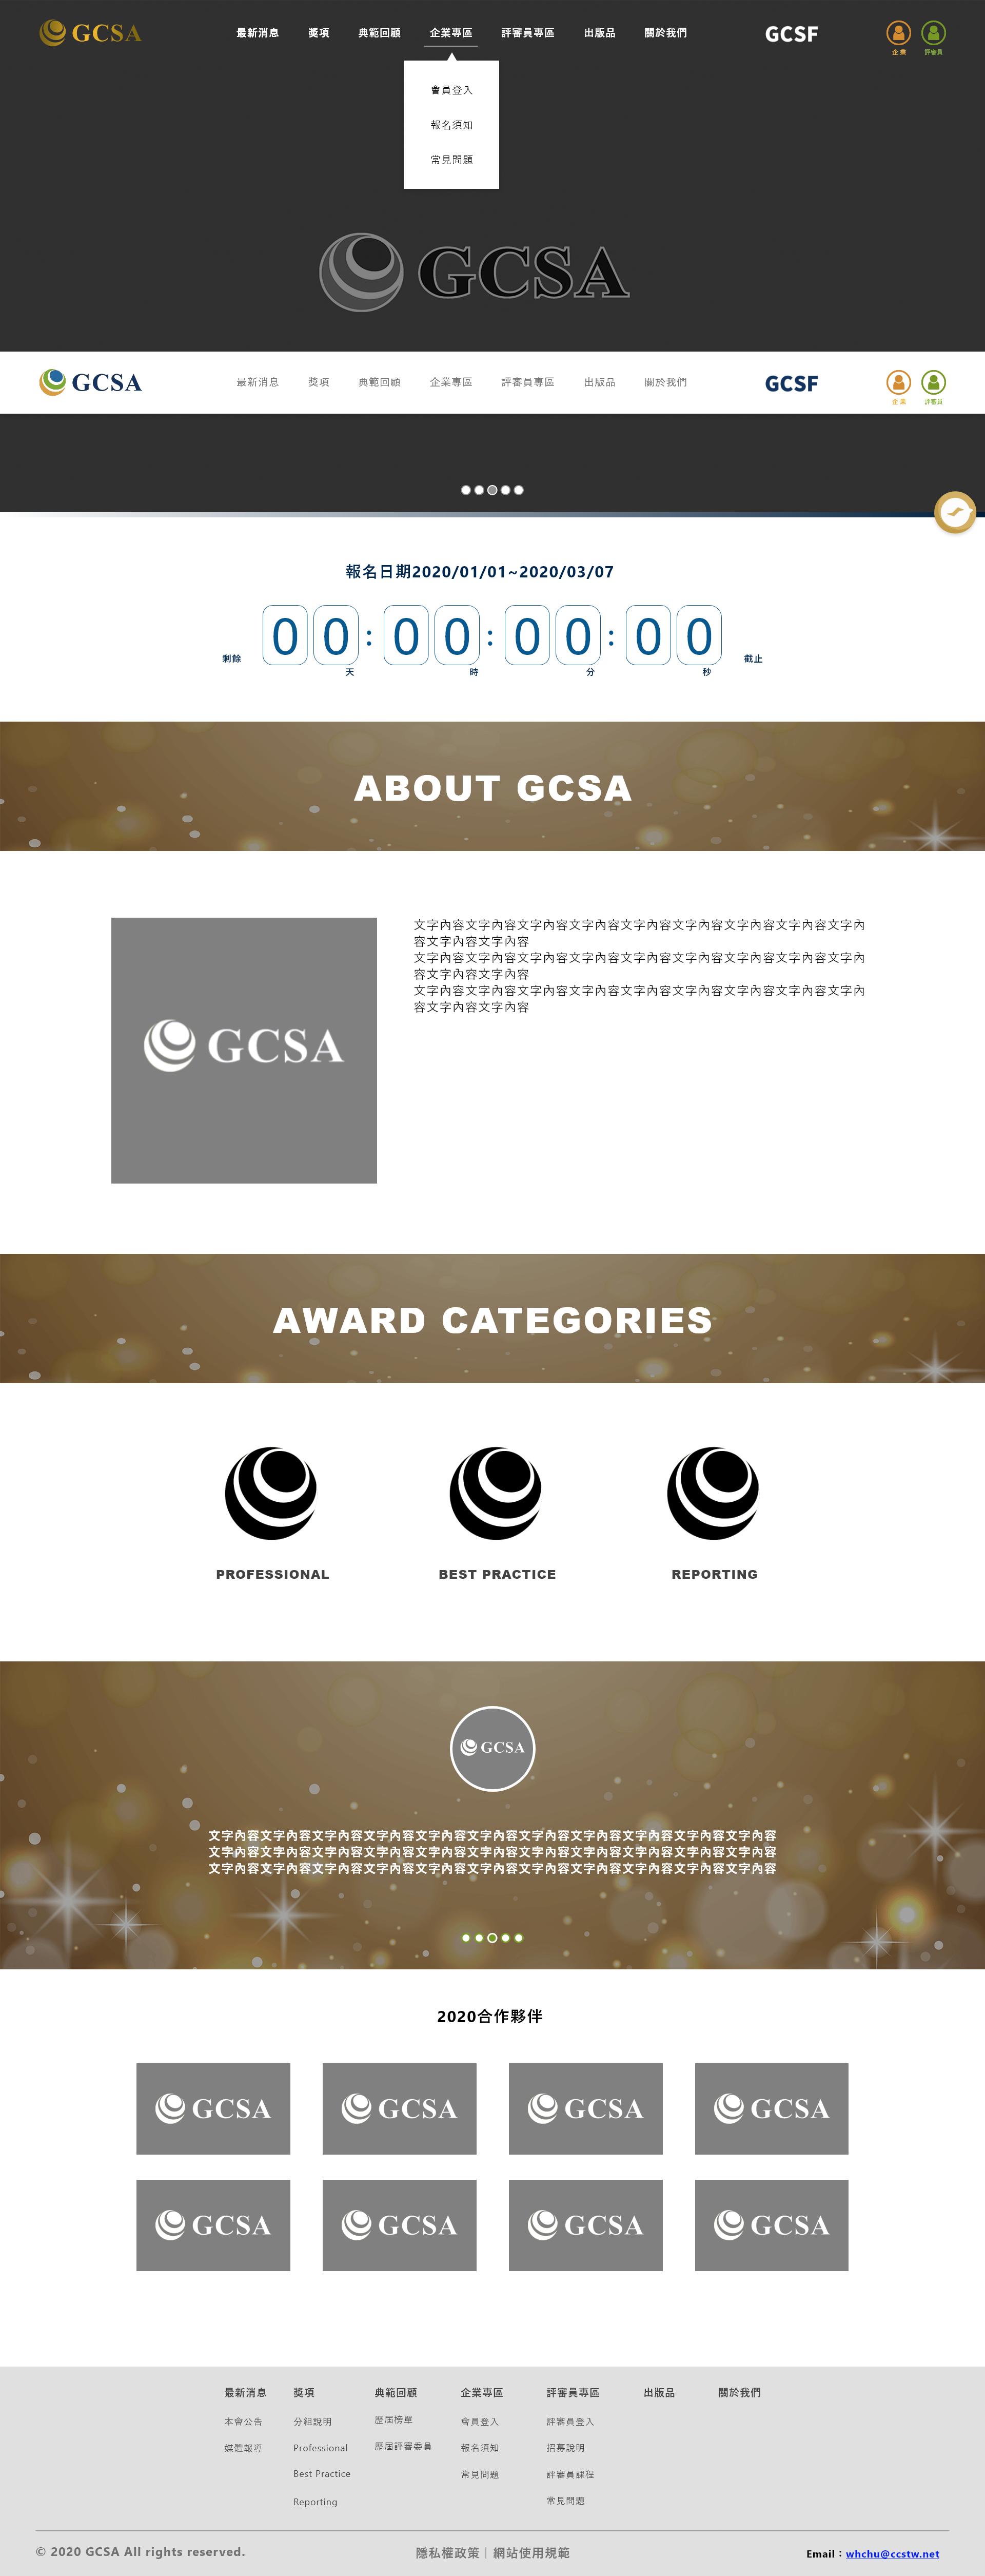 GCSA 最新消息 獎項 典範回顧 企業專區 評審員專區 出版品 關於我們 GCSF
企業 評審員
會員登入
報名須知
常見問題
GCSA
GCSA 最新消息 獎項 典範回顧 企業專區 評審員專區 出版品 關於我們 GCSF
企業 評審員
報名日期2020/01/01~2020/03/07
剩餘 00:00:00:00 截止
天 時 分 秒
ABOUT GCSA
GCSA
文字內容文字內容文字內容文字內容文字內容文字內容文字內容文字內容文字內
容文字內容文字內容
文字內容文字內容文字內容文字內容文字內容文字內容文字內容文字內容文字內
容文字內容文字內容
文字內容文字內容文字內容文字內容文字內容文字內容文字內容文字內容文字內
容文字內容文字內容
AWARD CATEGORIES
PROFESSIONAL BEST PRACTICE REPORTING
GCSA
文字內容文字內容文字內容文字內容文字內容文字內容文字內容文字內容文字內容文字內容文字內容
文字內容文字內容文字內容文字內容文字內容文字內容文字內容文字內容文字內容文字內容文字內容
文字內容文字內容文字內容文字內容文字內容文字內容文字內容文字內容文字內容文字內容文字內容
2020合作夥伴
GCSA GCSA GCSA GCSA
GCSA GCSA GCSA GCSA
最新消息 獎項 典範回顧 企業專區 評審員專區 出版品 關於我們
本會公告 分組說明 歷屆榜單 會員登入 評審員登入
媒體報導 Professional 歷屆評審委員 報名須知 招募說明
Best Practice 常見問題 評審員課程
Reporting 常見問題
© 2020 GCSA All rights reserved. 隱私權政策｜網站使用規範 Email：whchu@ccstw.net